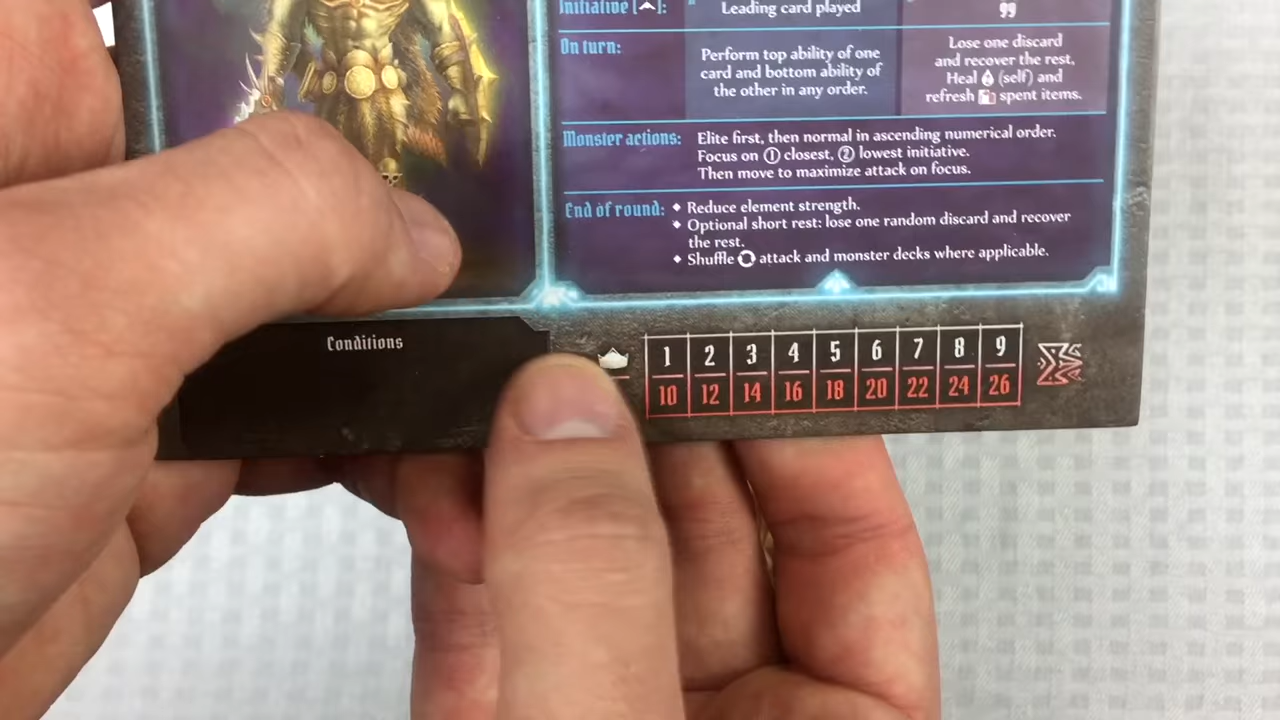 Initiative [ ]:
Leading card played
99
On turn:
Perform top ability of one
card and bottom ability of
the other in any order.
Lose one discard
and recover the rest,
Heal 2 (self) and
refresh spent items.
Monster actions:
Elite first, then normal in ascending numerical order.
Focus on 1 closest, 2 lowest initiative.
Then move to maximize attack on focus.
End of round:
Reduce element strength.
Optional short rest: lose one random discard and recover
the rest.
Shuffle attack and monster decks where applicable.
Conditions
1 2 3 4 5 6 7 8 9
10 12 14 16 18 20 22 24 26